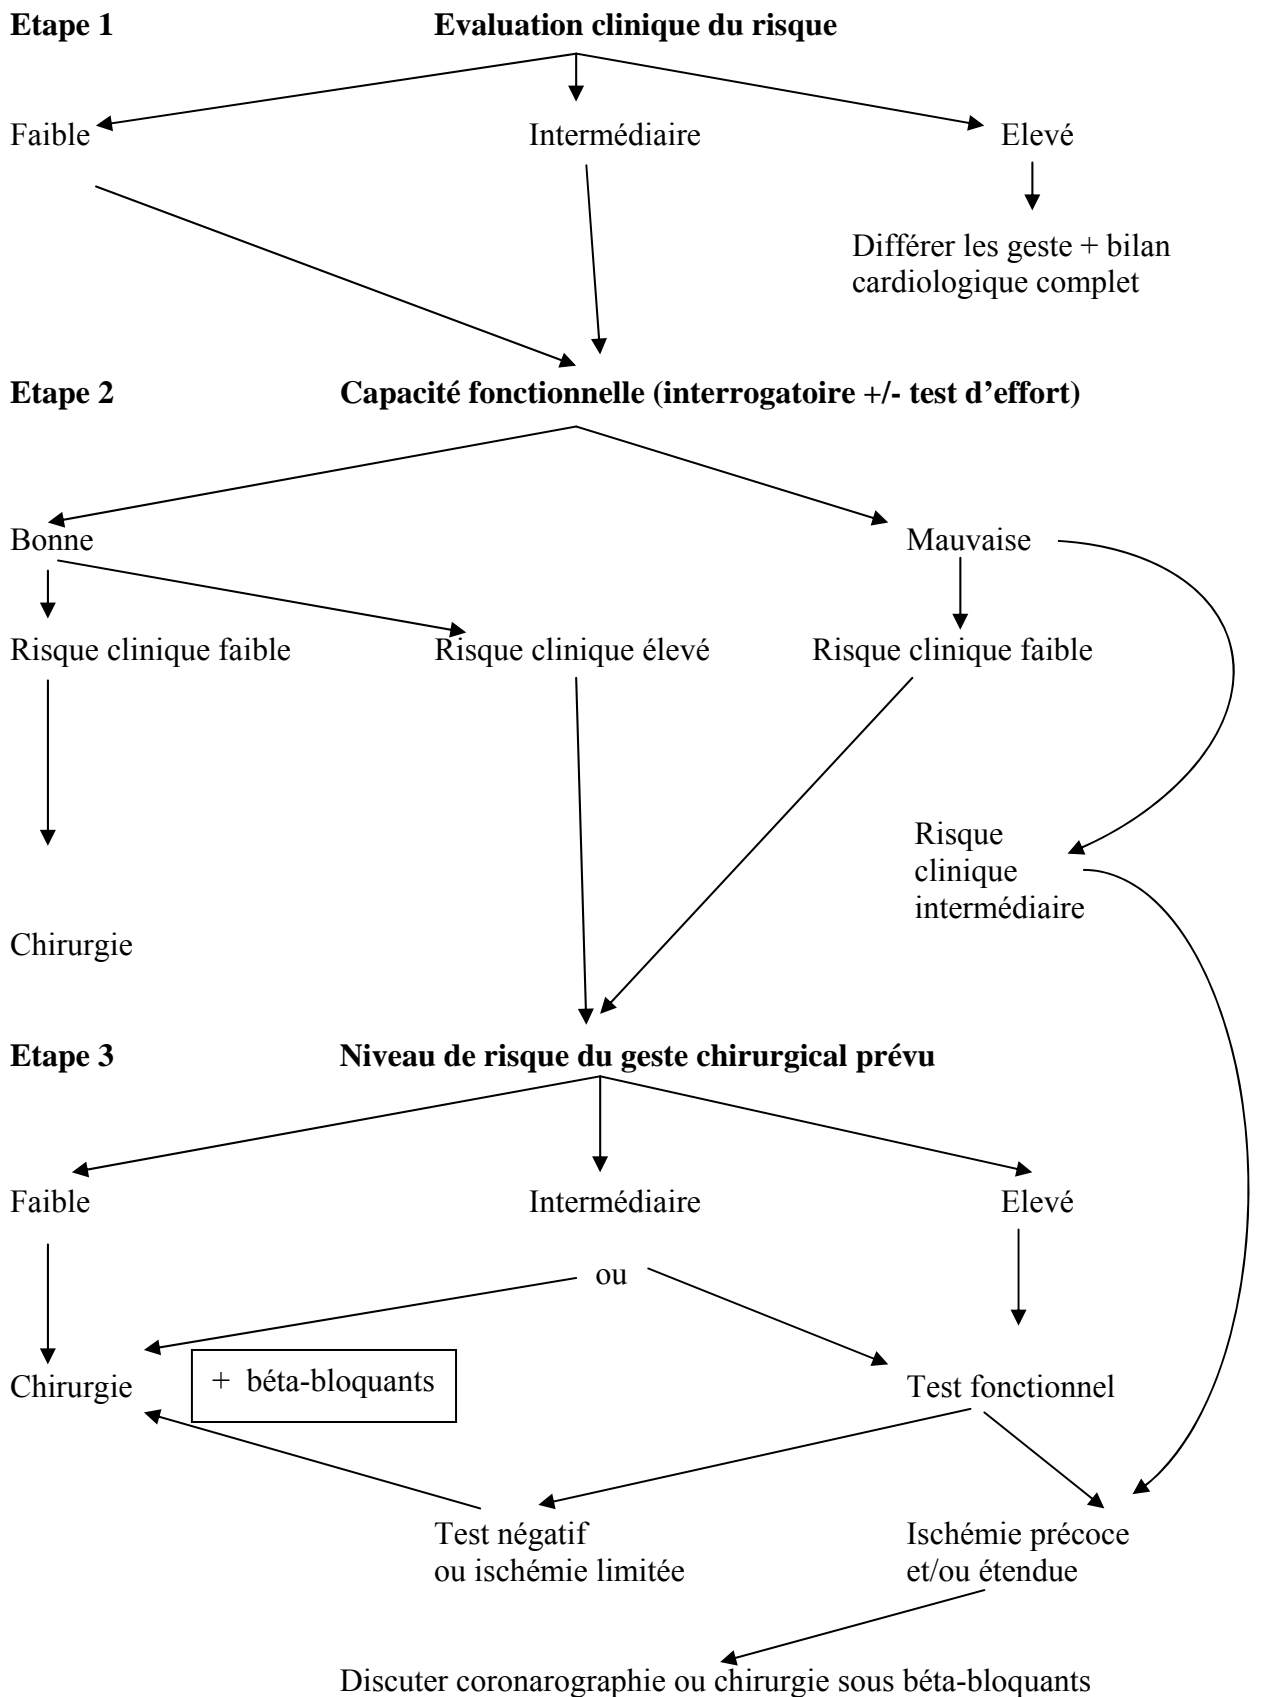 Etape 1 Evaluation clinique du risque
Faible Intermédiaire Elevé
Différer les geste + bilan
cardiologique complet
Etape 2 Capacité fonctionnelle (interrogatoire +/- test d’effort)
Bonne Mauvaise
Risque clinique faible Risque clinique élevé Risque clinique faible
Risque
clinique
intermédiaire
Chirurgie
Etape 3 Niveau de risque du geste chirurgical prévu
Faible Intermédiaire Elevé
ou
Chirurgie + béta-bloquants Test fonctionnel
Test négatif Ischémie précoce
ou ischémie limitée et/ou étendue
Discuter coronarographie ou chirurgie sous béta-bloquants